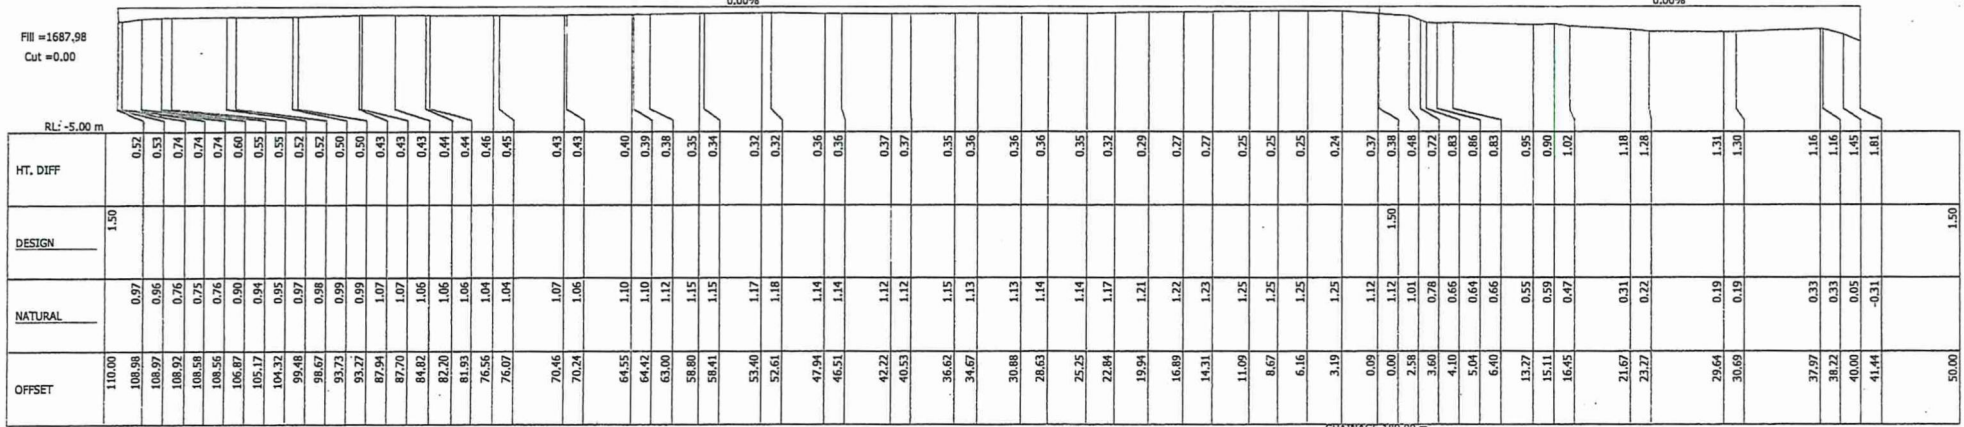 0.00% 0.00%
Fill =1687.98
Cut =0.00
RL: -5.00 m
HT. DIFF 0.52 0.53 0.74 0.74 0.74 0.60 0.55 0.55 0.52 0.52 0.50 0.50 0.43 0.43 0.43 0.44 0.44 0.46 0.45 0.43 0.43 0.40 0.39 0.38 0.35 0.34 0.32 0.32 0.36 0.36 0.37 0.37 0.35 0.36 0.36 0.36 0.35 0.32 0.29 0.27 0.27 0.25 0.25 0.25 0.24 0.37 0.38 0.48 0.72 0.83 0.86 0.83 0.95 0.90 1.02 1.18 1.28 1.31 1.30 1.16 1.16 1.45 1.81
DESIGN 1.50 1.50 1.50
NATURAL 0.97 0.96 0.76 0.75 0.76 0.90 0.94 0.95 0.97 0.98 0.99 0.99 1.07 1.07 1.06 1.06 1.06 1.04 1.04 1.07 1.06 1.10 1.10 1.12 1.15 1.15 1.17 1.18 1.14 1.14 1.12 1.12 1.15 1.13 1.13 1.14 1.14 1.17 1.21 1.22 1.23 1.25 1.25 1.25 1.25 1.12 1.12 1.01 0.78 0.66 0.64 0.66 0.55 0.59 0.47 0.31 0.22 0.19 0.19 0.33 0.33 0.05 -0.31
OFFSET 110.00 108.98 108.97 108.92 108.58 108.56 106.87 105.17 104.32 99.48 98.67 93.73 93.27 87.94 87.70 84.82 82.20 81.93 76.56 76.07 70.46 70.24 64.55 64.42 63.00 58.80 58.41 53.40 52.61 47.94 46.51 42.22 40.53 36.62 34.67 30.88 28.63 25.25 22.84 19.94 16.89 14.31 11.09 8.67 6.16 3.19 0.09 0.00 2.58 3.60 4.10 5.04 6.40 13.27 15.11 16.45 21.67 23.27 29.64 30.69 37.97 38.22 40.00 41.44 50.00